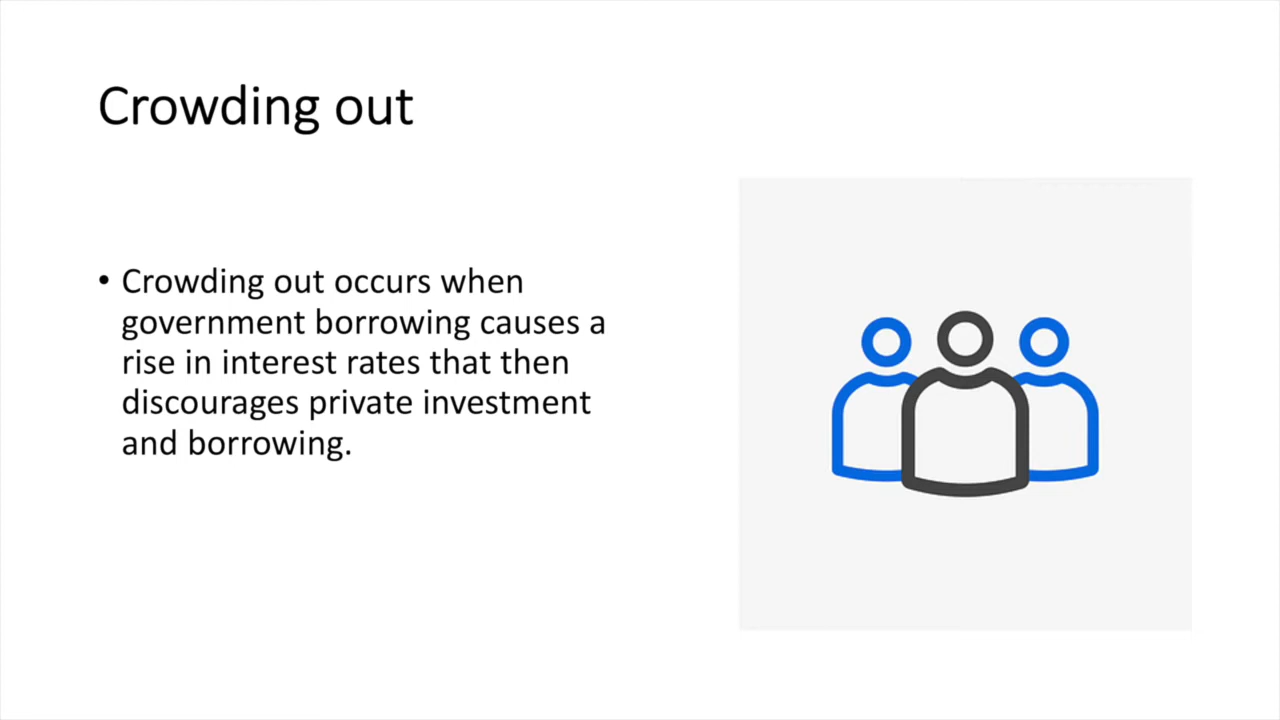 Crowding out
• Crowding out occurs when
government borrowing causes a
rise in interest rates that then
discourages private investment
and borrowing.